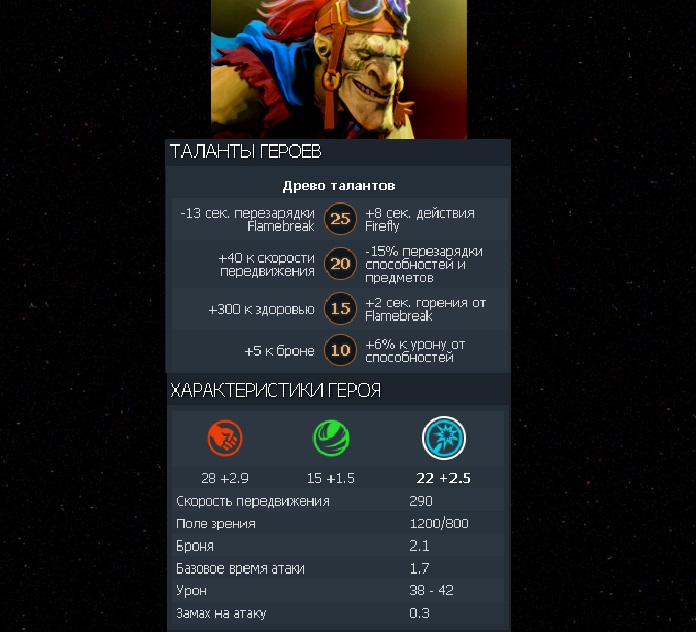 ТАЛАНТЫ ГЕРОЕВ
Древо талантов
-13 сек. перезарядки
Flamebreak
25
+8 сек. действия
Firefly
+40 к скорости
передвижения
20
-15% перезарядки
способностей и
предметов
+300 к здоровью
15
+2 сек. горения от
Flamebreak
+5 к броне
10
+6% к урону от
способностей
ХАРАКТЕРИСТИКИ ГЕРОЯ
28 +2.9 15 +1.5 22 +2.5
Скорость передвижения 290
Поле зрения 1200/800
Броня 2.1
Базовое время атаки 1.7
Урон 38 - 42
Замах на атаку 0.3